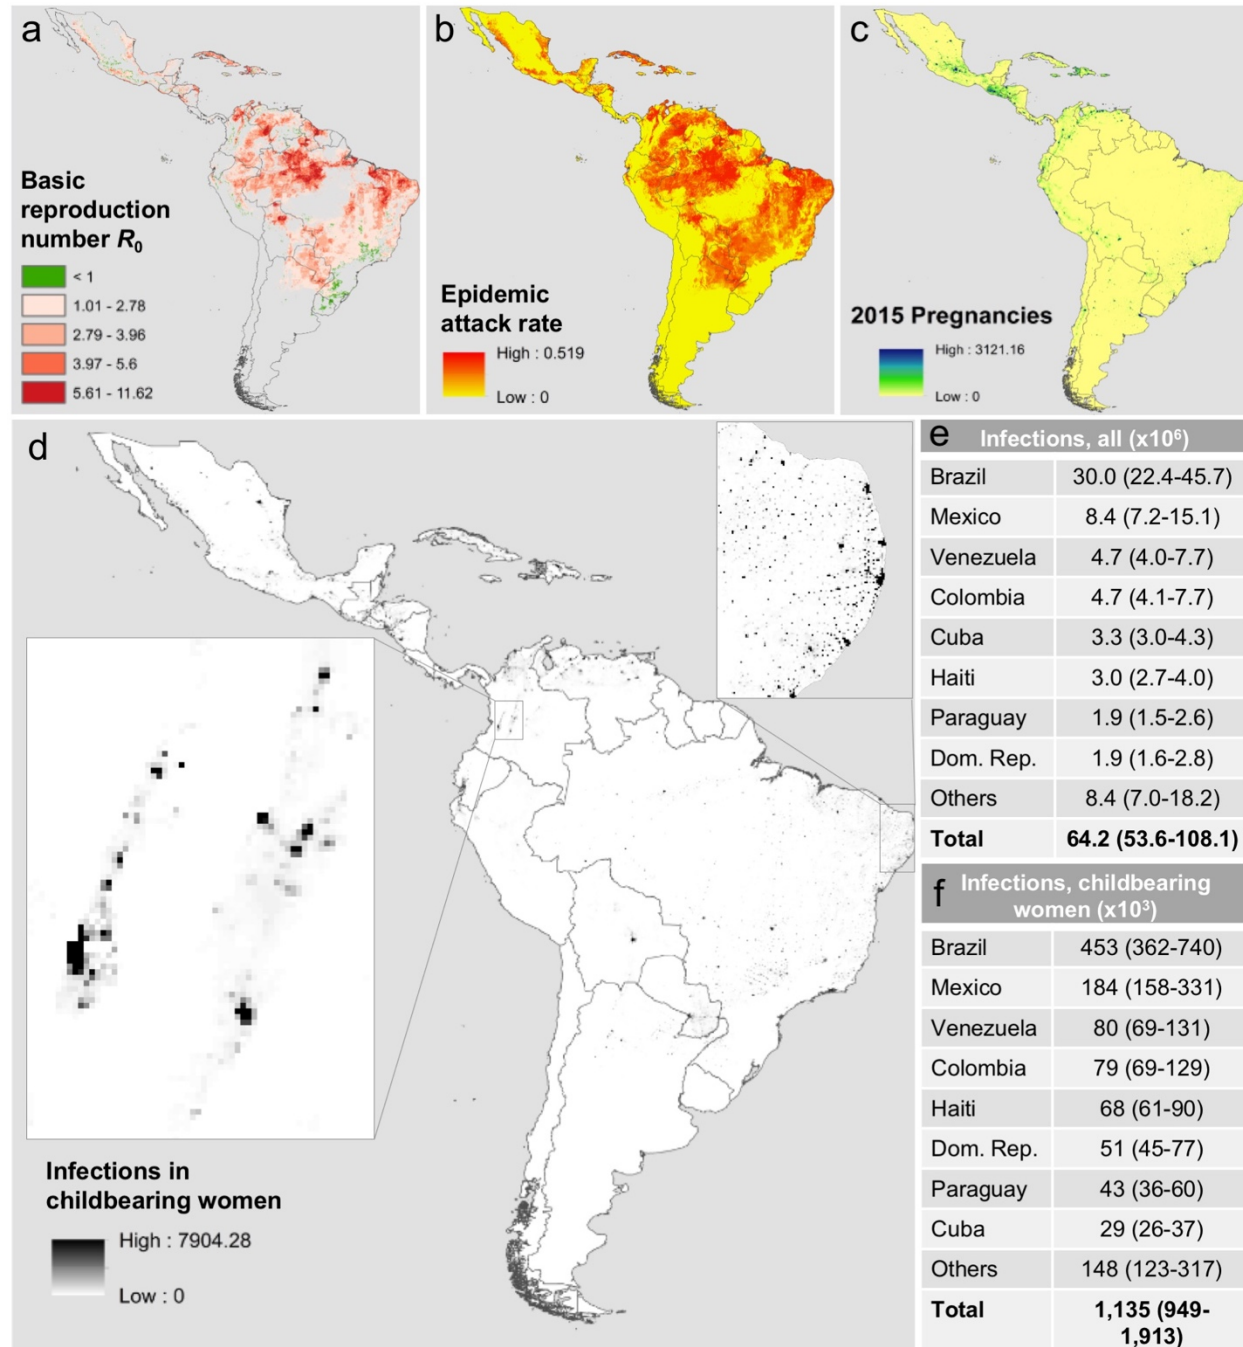 a
Basic
reproduction
number R₀
< 1
1.01 - 2.78
2.79 - 3.96
3.97 - 5.6
5.61 - 11.62
b
Epidemic
attack rate
High : 0.519
Low : 0
c
2015 Pregnancies
High : 3121.16
Low : 0
d
Infections in
childbearing women
High : 7904.28
Low : 0
e Infections, all (x10⁶)
Brazil 30.0 (22.4-45.7)
Mexico 8.4 (7.2-15.1)
Venezuela 4.7 (4.0-7.7)
Colombia 4.7 (4.1-7.7)
Cuba 3.3 (3.0-4.3)
Haiti 3.0 (2.7-4.0)
Paraguay 1.9 (1.5-2.6)
Dom. Rep. 1.9 (1.6-2.8)
Others 8.4 (7.0-18.2)
Total 64.2 (53.6-108.1)
f Infections, childbearing
women (x10³)
Brazil 453 (362-740)
Mexico 184 (158-331)
Venezuela 80 (69-131)
Colombia 79 (69-129)
Haiti 68 (61-90)
Dom. Rep. 51 (45-77)
Paraguay 43 (36-60)
Cuba 29 (26-37)
Others 148 (123-317)
Total 1,135 (949-
1,913)